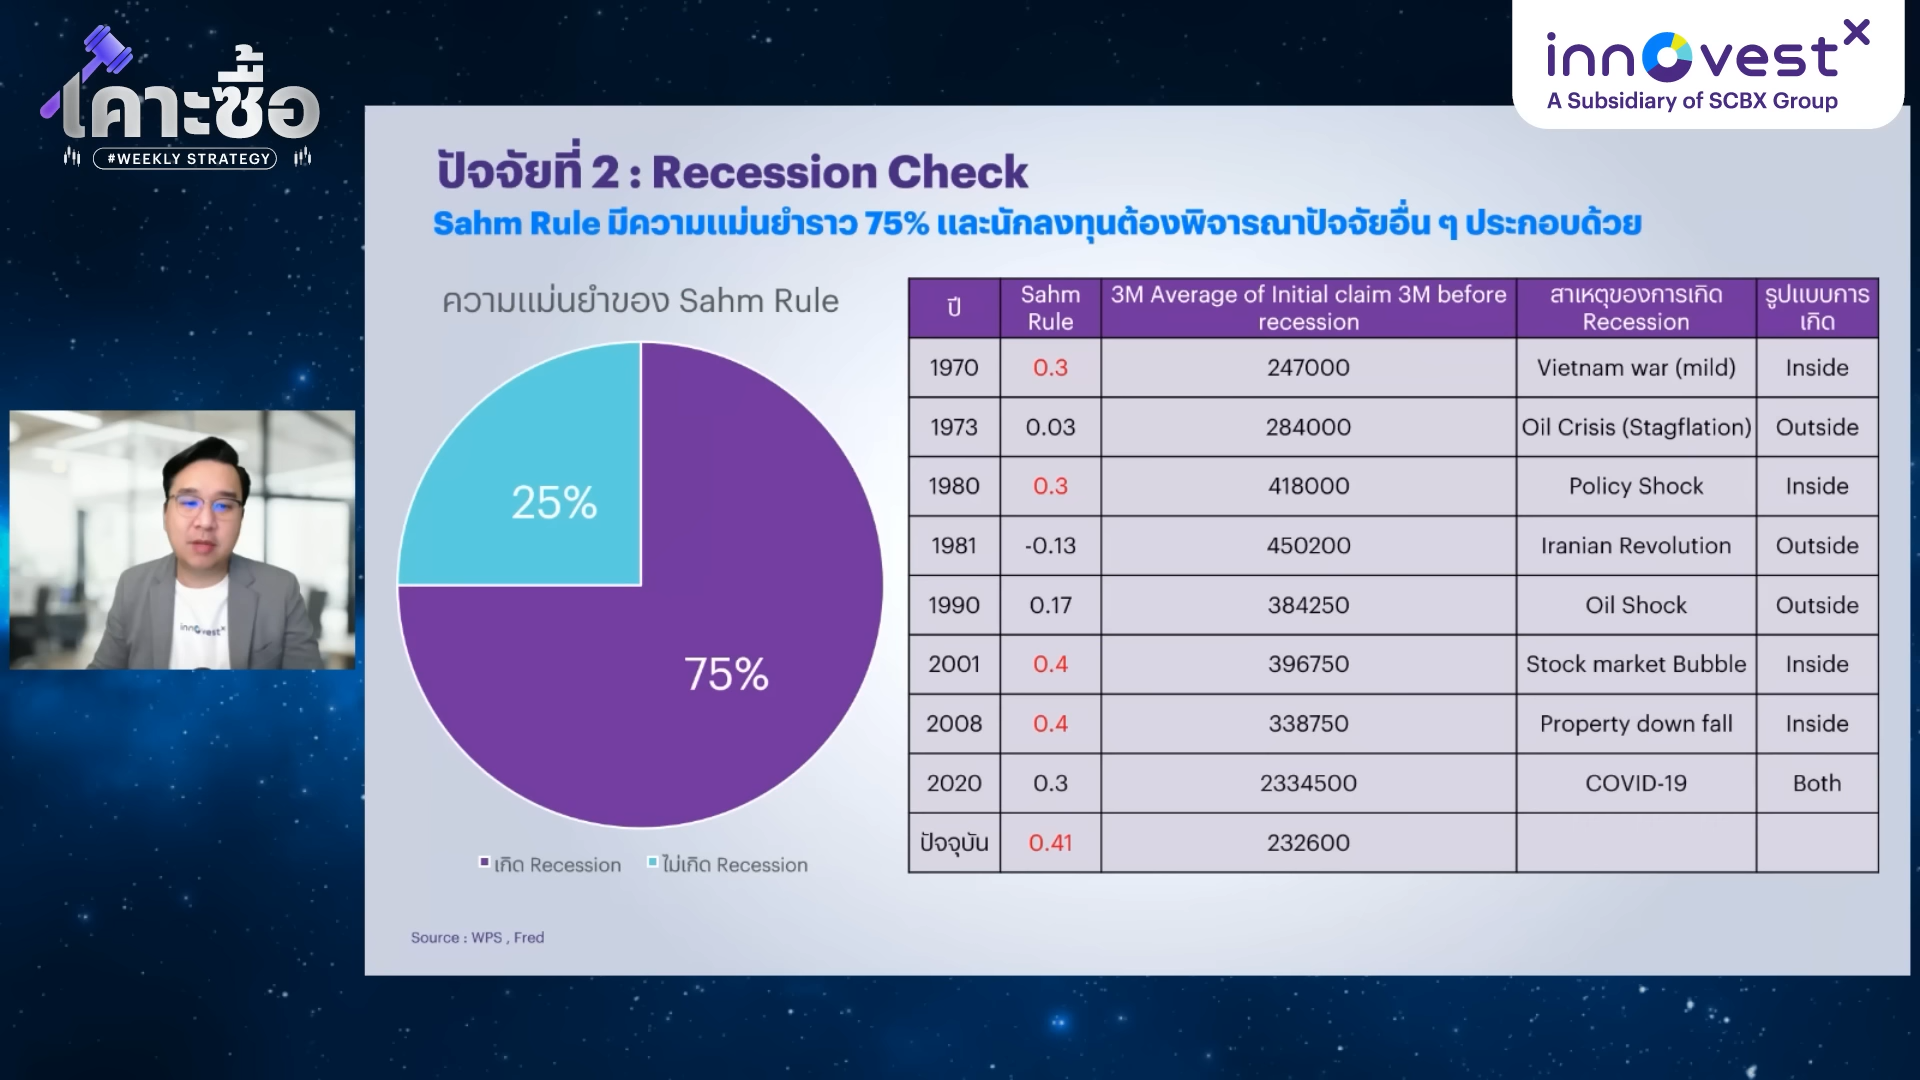 เคาะซื้อ
#WEEKLY STRATEGY
innovestx
A Subsidiary of SCBX Group
ปัจจัยที่ 2 : Recession Check
Sahm Rule มีความแม่นยำราว 75% และนักลงทุนต้องพิจารณาปัจจัยอื่น ๆ ประกอบด้วย
ความแม่นยำของ Sahm Rule
25%
75%
เกิด Recession ไม่เกิด Recession
ปี Sahm Rule 3M Average of Initial claim 3M before recession สาเหตุของการเกิด Recession รูปแบบการเกิด
1970 0.3 247000 Vietnam war (mild) Inside
1973 0.03 284000 Oil Crisis (Stagflation) Outside
1980 0.3 418000 Policy Shock Inside
1981 -0.13 450200 Iranian Revolution Outside
1990 0.17 384250 Oil Shock Outside
2001 0.4 396750 Stock market Bubble Inside
2008 0.4 338750 Property down fall Inside
2020 0.3 2334500 COVID-19 Both
ปัจจุบัน 0.41 232600
Source : WPS , Fred
innovestx